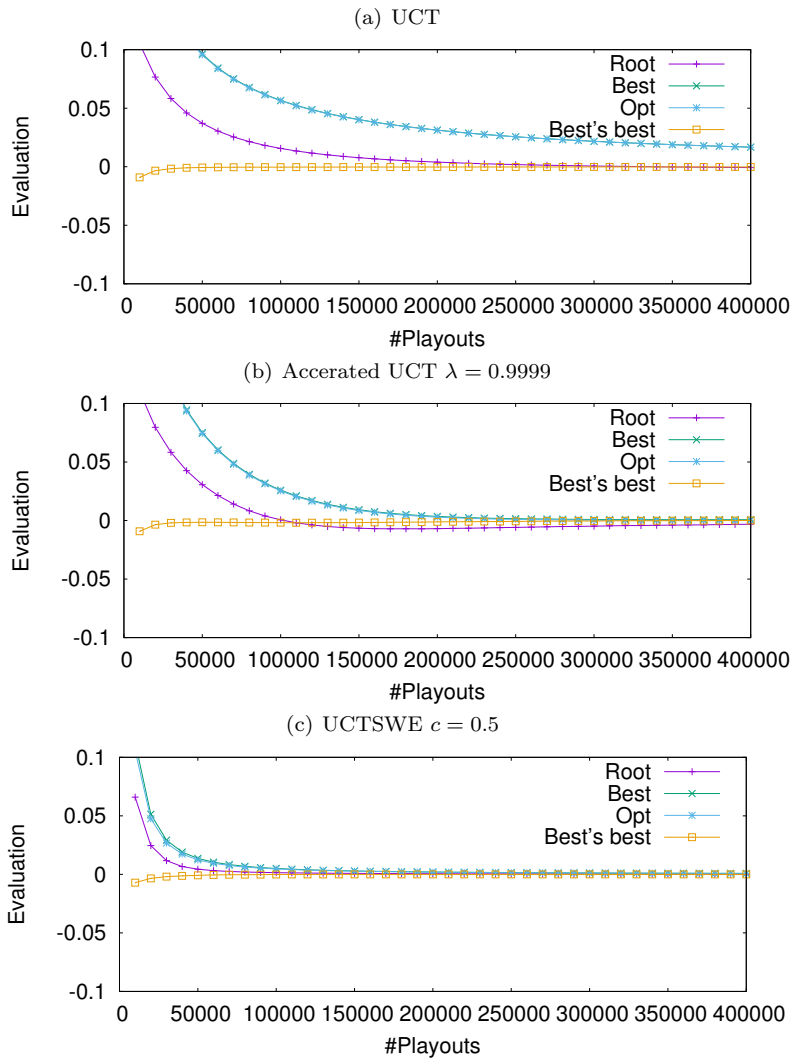 (a) UCT
0.1
0.05
0
-0.05
-0.1
Evaluation
Root
Best
Opt
Best's best
0 50000 100000 150000 200000 250000 300000 350000 400000
#Playouts
(b) Accerated UCT λ = 0.9999
0.1
0.05
0
-0.05
-0.1
Evaluation
Root
Best
Opt
Best's best
0 50000 100000 150000 200000 250000 300000 350000 400000
#Playouts
(c) UCTSWE c = 0.5
0.1
0.05
0
-0.05
-0.1
Evaluation
Root
Best
Opt
Best's best
0 50000 100000 150000 200000 250000 300000 350000 400000
#Playouts